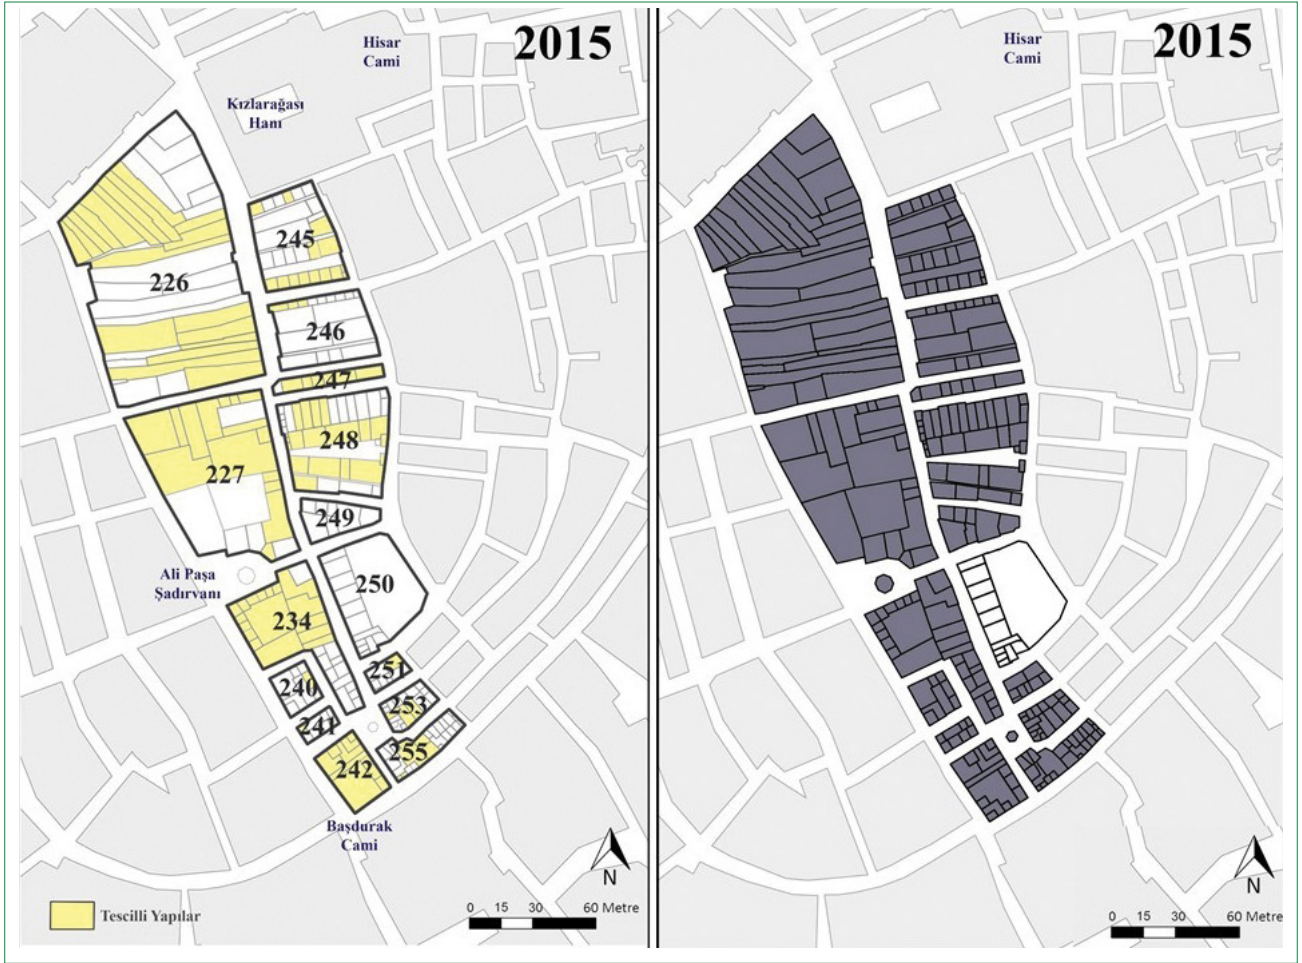 2015
Hisar
Cami
Kızlarağası
Hanı
245
226
246
247
248
227
249
Ali Paşa
Şadırvanı
250
234
251
240
253
241
255
242
Başdurak
Cami
N
Tescilli Yapılar
0 15 30 60 Metre
2015
Hisar
Cami
N
0 15 30 60 Metre